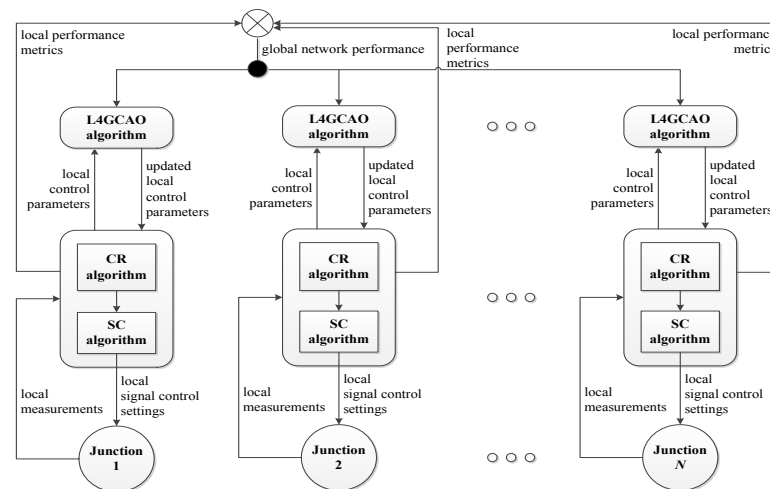 local performance
metrics
global network performance
local
performance
metrics
local performance
metrics
L4GCAO
algorithm
L4GCAO
algorithm
L4GCAO
algorithm
local
control
parameters
updated
local
control
parameters
local
control
parameters
updated
local
control
parameters
local
control
parameters
updated
local
control
parameters
CR
algorithm
CR
algorithm
CR
algorithm
SC
algorithm
SC
algorithm
SC
algorithm
local
measurements
local
signal control
settings
local
measurements
local
signal control
settings
local
measurements
local
signal control
settings
Junction
1
Junction
2
Junction
N